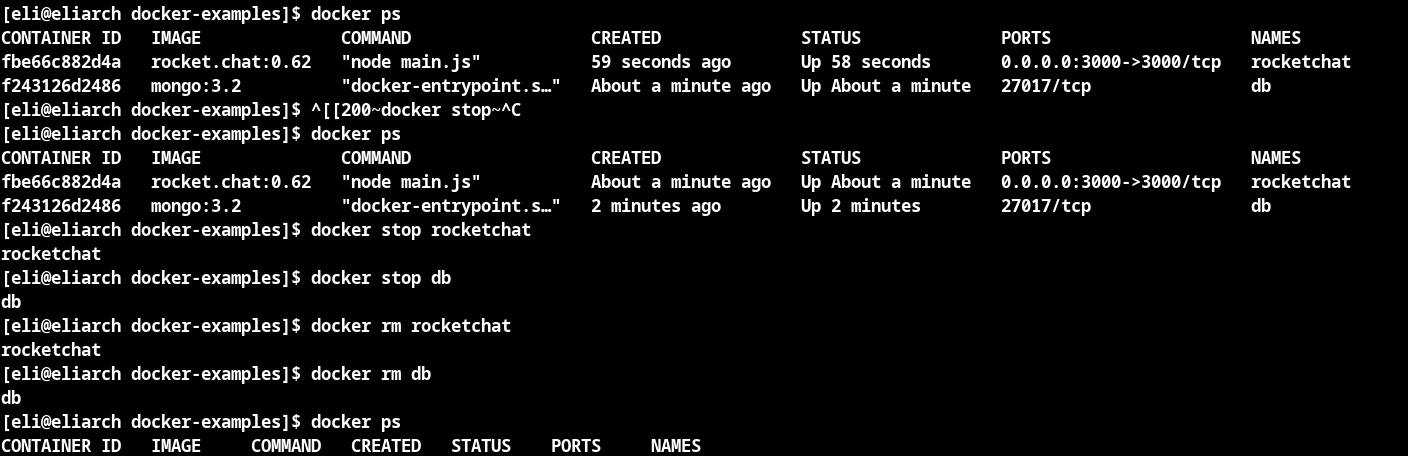 [eli@eliarch docker-examples]$ docker ps
CONTAINER ID   IMAGE              COMMAND                  CREATED              STATUS              PORTS                    NAMES
fbe66c882d4a   rocket.chat:0.62   "node main.js"           59 seconds ago       Up 58 seconds       0.0.0.0:3000->3000/tcp   rocketchat
f243126d2486   mongo:3.2          "docker-entrypoint.s…"   About a minute ago   Up About a minute   27017/tcp                db
[eli@eliarch docker-examples]$ ^[[200~docker stop~^C
[eli@eliarch docker-examples]$ docker ps
CONTAINER ID   IMAGE              COMMAND                  CREATED              STATUS              PORTS                    NAMES
fbe66c882d4a   rocket.chat:0.62   "node main.js"           About a minute ago   Up About a minute   0.0.0.0:3000->3000/tcp   rocketchat
f243126d2486   mongo:3.2          "docker-entrypoint.s…"   2 minutes ago        Up 2 minutes        27017/tcp                db
[eli@eliarch docker-examples]$ docker stop rocketchat
rocketchat
[eli@eliarch docker-examples]$ docker stop db
db
[eli@eliarch docker-examples]$ docker rm rocketchat
rocketchat
[eli@eliarch docker-examples]$ docker rm db
db
[eli@eliarch docker-examples]$ docker ps
CONTAINER ID   IMAGE     COMMAND   CREATED   STATUS    PORTS     NAMES